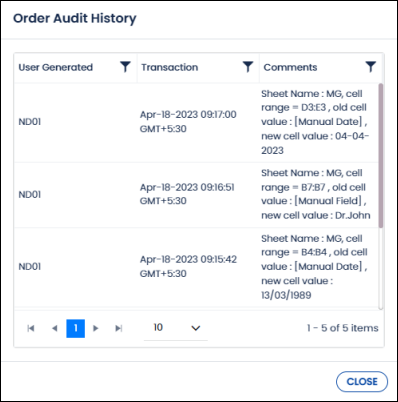 Order Audit History
User Generated Transaction Comments
Sheet Name : MG, cell
range = D3:E3 , old cell
Apr-18-2023 09:17:00
ND01
value : [Manual Date] ,
GMT+5:30
new cell value : 04-04-
2023
Sheet Name : MG, cell
Apr-18-2023 09:16:51
range = B7:B7 , old cell
ND01
GMT+5:30
value : [Manual Field] ,
new cell value : Dr.John
Sheet Name : MG, cell
range = B4:B4 , old cell
Apr-18-2023 09:15:42
ND01
value : [Manual Date] ,
GMT+5:30
new cell value :
13/03/1989
1 10 1 - 5 of 5 items
CLOSE